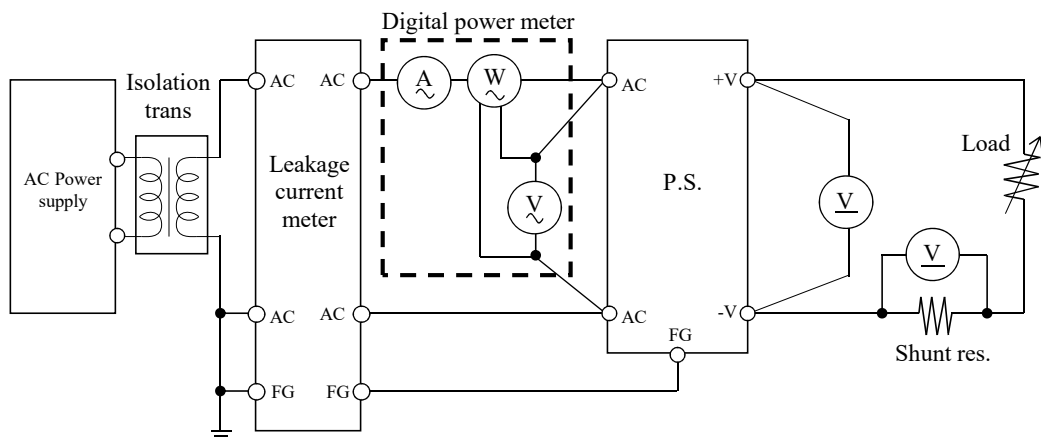 Digital power meter
Isolation
trans
AC Power
supply
AC
AC
A
W
AC
+V
Leakage
current
meter
P.S.
Load
V
V
V
AC
AC
AC
-V
FG
Shunt res.
FG
FG